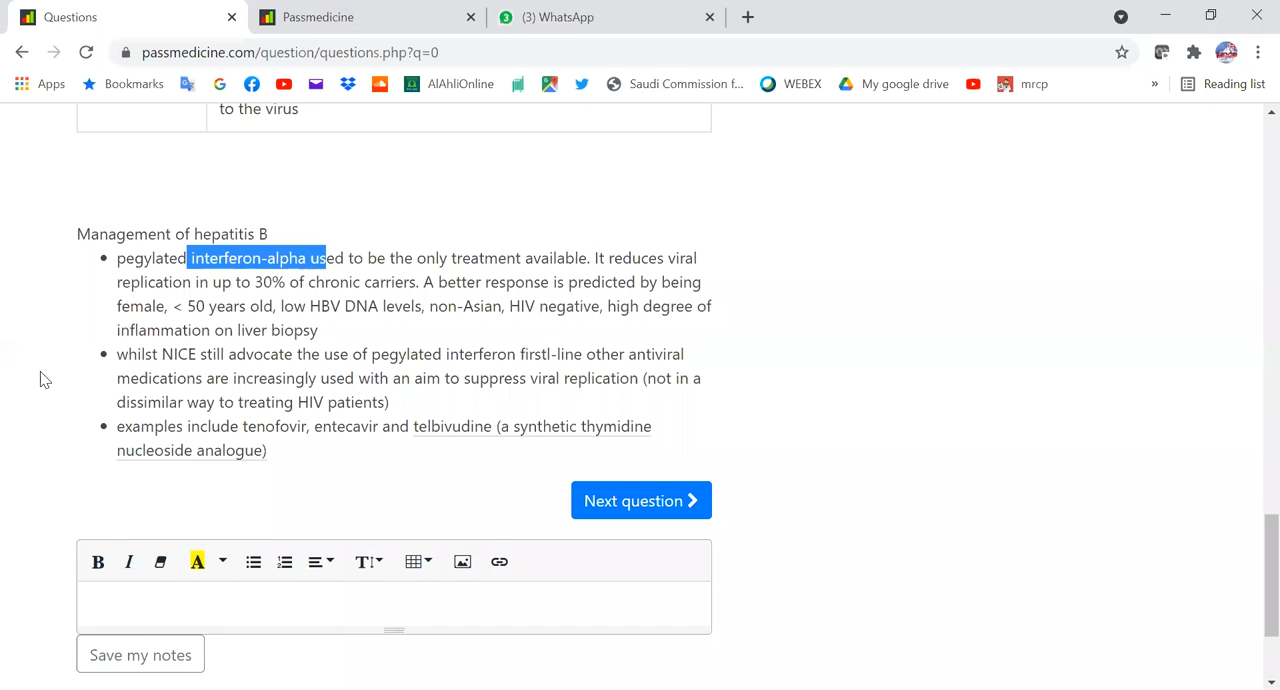 Questions
Passmedicine
3
(3) WhatsApp
passmedicine.com/question/questions.php?q=0
Apps
Bookmarks
G
AlAhliOnline
Saudi Commission f...
WEBEX
My google drive
mrcp
»
Reading list
to the virus
Management of hepatitis B
pegylated interferon-alpha used to be the only treatment available. It reduces viral
replication in up to 30% of chronic carriers. A better response is predicted by being
female, < 50 years old, low HBV DNA levels, non-Asian, HIV negative, high degree of
inflammation on liver biopsy
whilst NICE still advocate the use of pegylated interferon firstl-line other antiviral
medications are increasingly used with an aim to suppress viral replication (not in a
dissimilar way to treating HIV patients)
examples include tenofovir, entecavir and telbivudine (a synthetic thymidine
nucleoside analogue)
Next question
B I A T
Save my notes